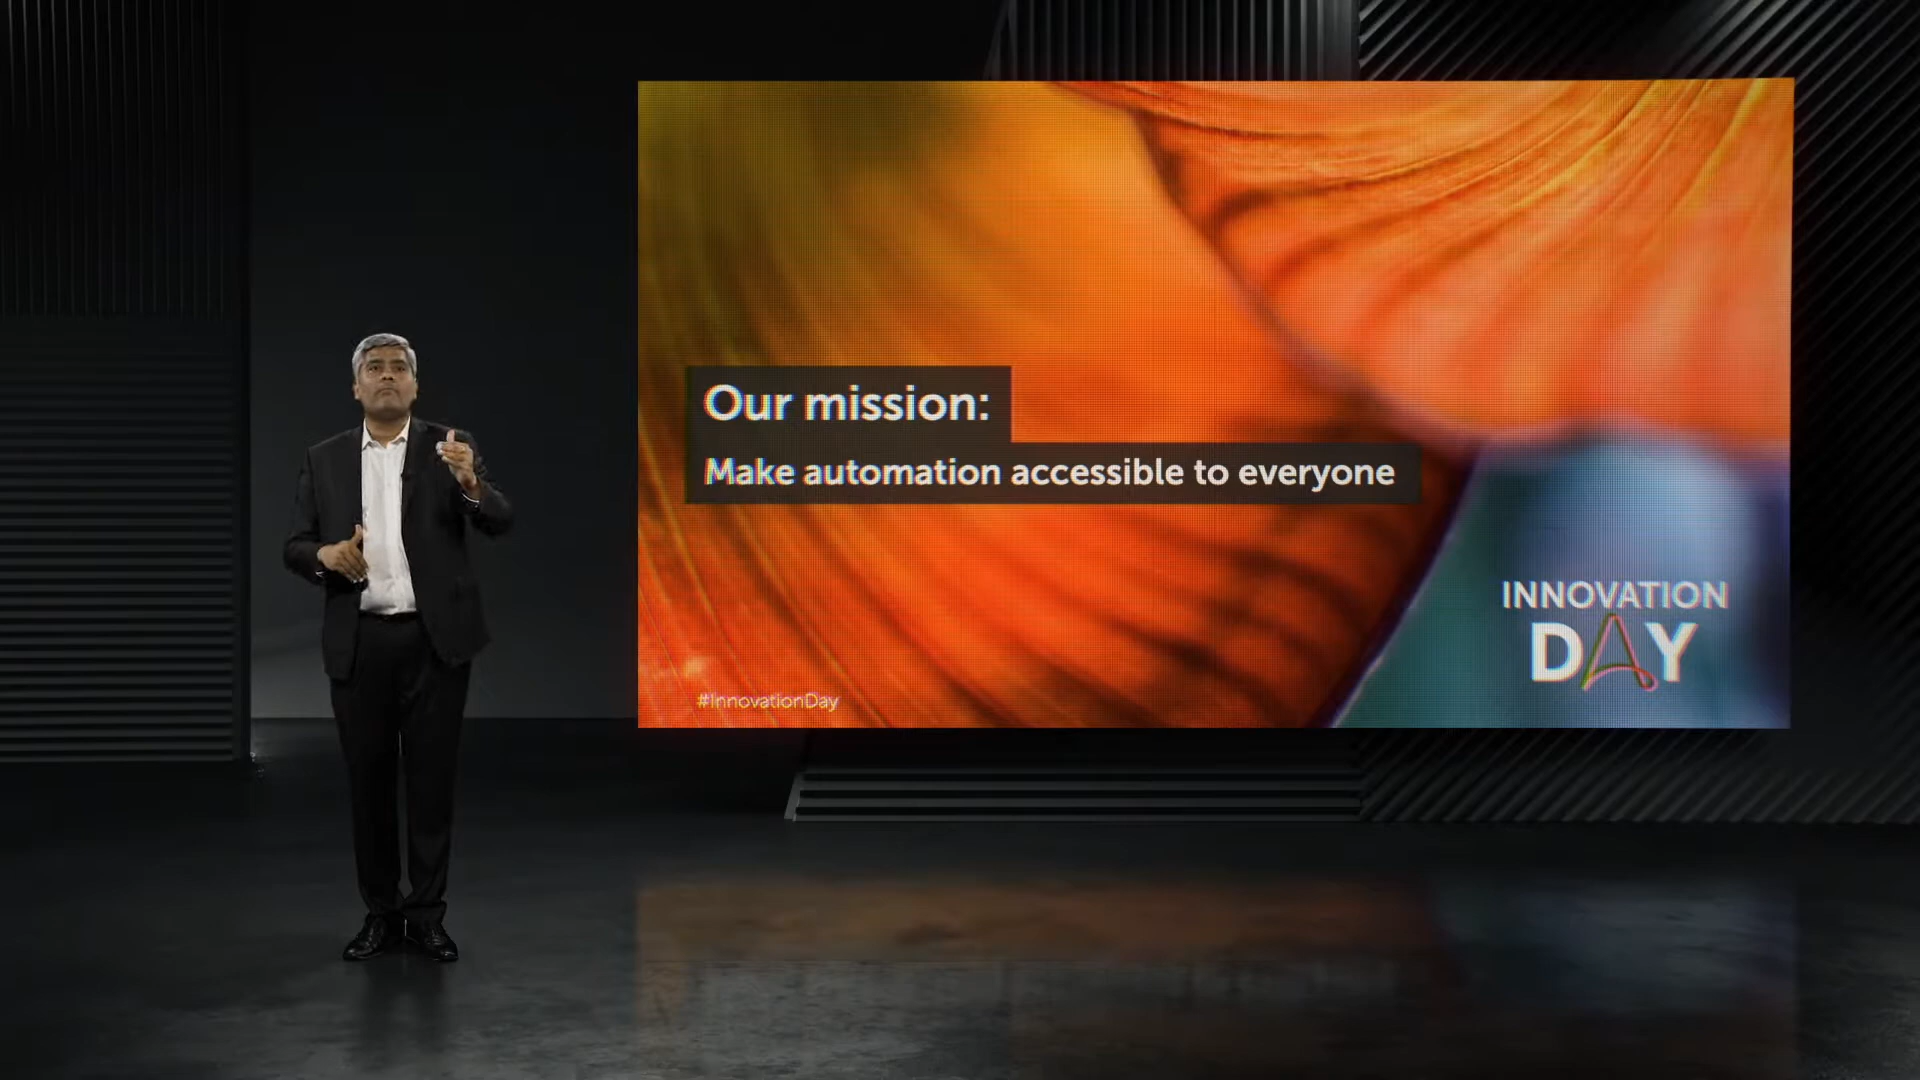 Our mission:
Make automation accessible to everyone
INNOVATION
DAY
#InnovationDay